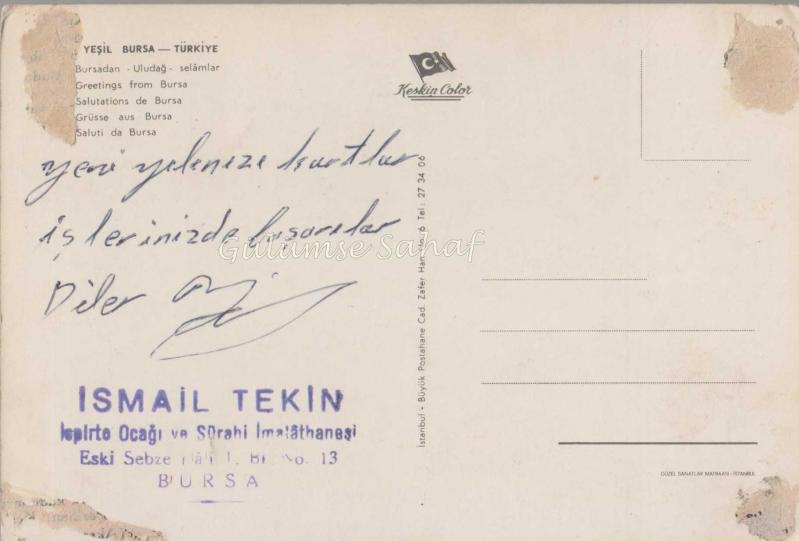 YEŞİL BURSA — TÜRKİYE
Bursadan - Uludağ - selâmlar
Greetings from Bursa
Salutations de Bursa
Grüsse aus Bursa
Saluti da Bursa
Keskin Color
yeni yılınızı kutlar
işlerinizde başarılar
Diler
Gülümse Sahaf
İstanbul - Büyük Postahane Cad. Zafer Han No. 6 Tel: 27 34 06
İSMAİL TEKİN
İspirto Ocağı ve Sürahi İmalâthanesi
Eski Sebze No. 13
BURSA
GÜZEL SANATLAR MATBAASI - İSTANBUL